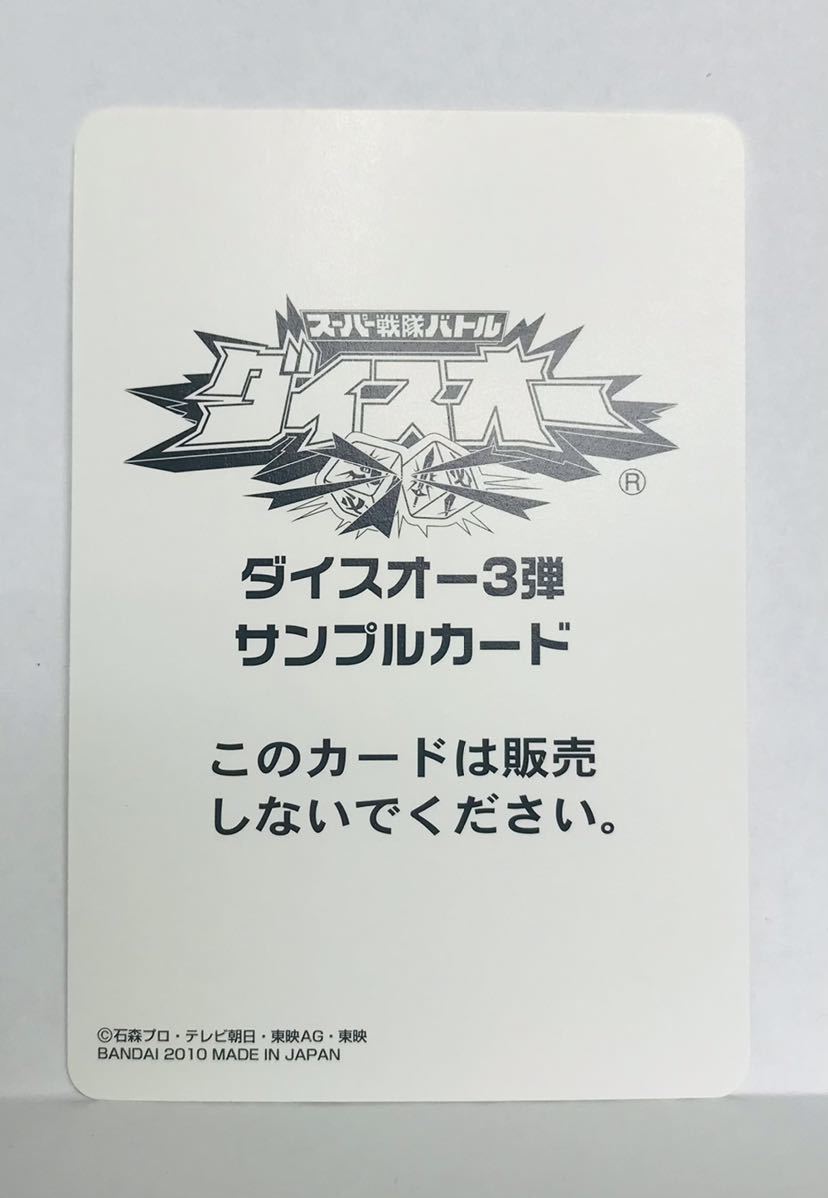 スーパー戦隊バトル
ダイスオー
®
ダイスオー3弾
サンプルカード
このカードは販売
しないでください。
©石森プロ・テレビ朝日・東映AG・東映
BANDAI 2010 MADE IN JAPAN